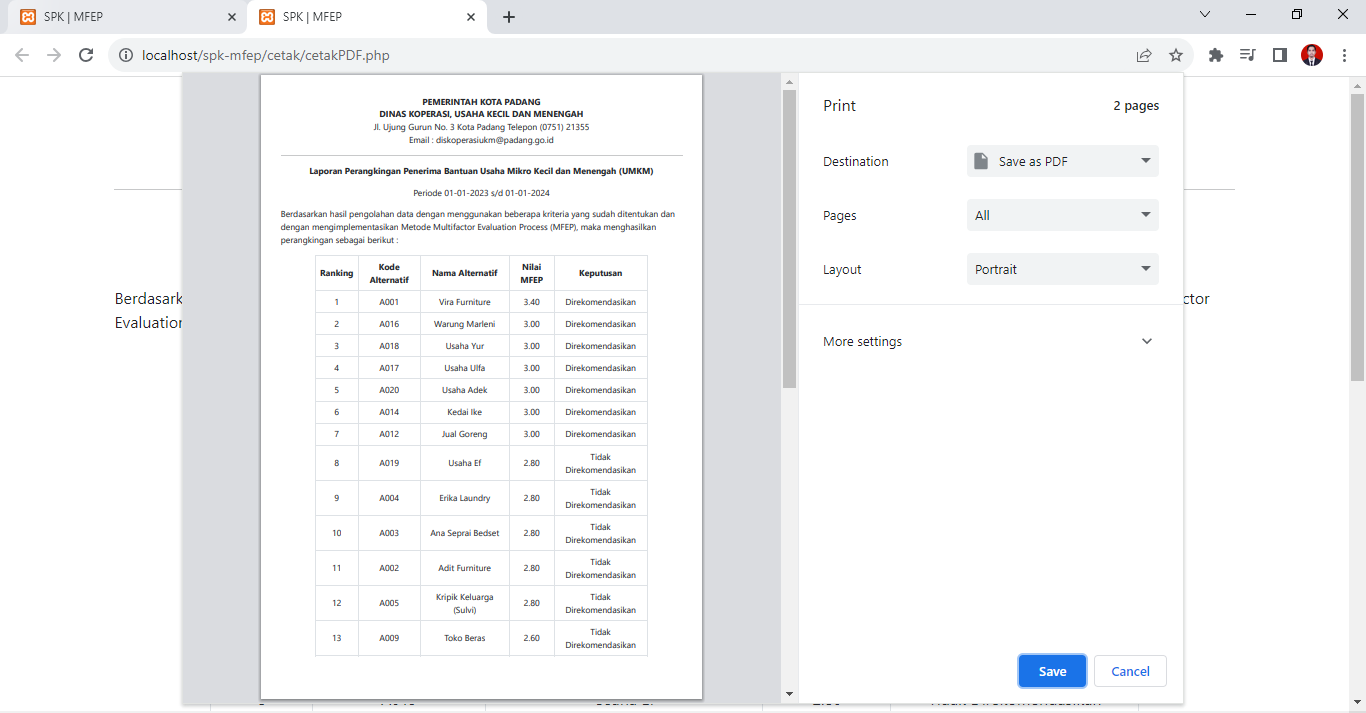 SPK | MFEP
SPK | MFEP
localhost/spk-mfep/cetak/cetakPDF.php
PEMERINTAH KOTA PADANG
DINAS KOPERASI, USAHA KECIL DAN MENENGAH
Jl. Ujung Gurun No. 3 Kota Padang Telepon (0751) 21355
Email : diskoperasiukm@padang.go.id
Laporan Perangkingan Penerima Bantuan Usaha Mikro Kecil dan Menengah (UMKM)
Periode 01-01-2023 s/d 01-01-2024
Berdasarkan hasil pengolahan data dengan menggunakan beberapa kriteria yang sudah ditentukan dan
dengan mengimplementasikan Metode Multifactor Evaluation Process (MFEP), maka menghasilkan
perangkingan sebagai berikut :
Ranking Kode Alternatif Nama Alternatif Nilai MFEP Keputusan
1 A001 Vira Furniture 3.40 Direkomendasikan
2 A016 Warung Marleni 3.00 Direkomendasikan
3 A018 Usaha Yur 3.00 Direkomendasikan
4 A017 Usaha Ulfa 3.00 Direkomendasikan
5 A020 Usaha Adek 3.00 Direkomendasikan
6 A014 Kedai Ike 3.00 Direkomendasikan
7 A012 Jual Goreng 3.00 Direkomendasikan
8 A019 Usaha Ef 2.80 Tidak Direkomendasikan
9 A004 Erika Laundry 2.80 Tidak Direkomendasikan
10 A003 Ana Seprai Bedset 2.80 Tidak Direkomendasikan
11 A002 Adit Furniture 2.80 Tidak Direkomendasikan
12 A005 Kripik Keluarga (Sulvi) 2.80 Tidak Direkomendasikan
13 A009 Toko Beras 2.60 Tidak Direkomendasikan
Print 2 pages
Destination Save as PDF
Pages All
Layout Portrait
More settings
Save Cancel
Berdasark
Evaluation
ctor